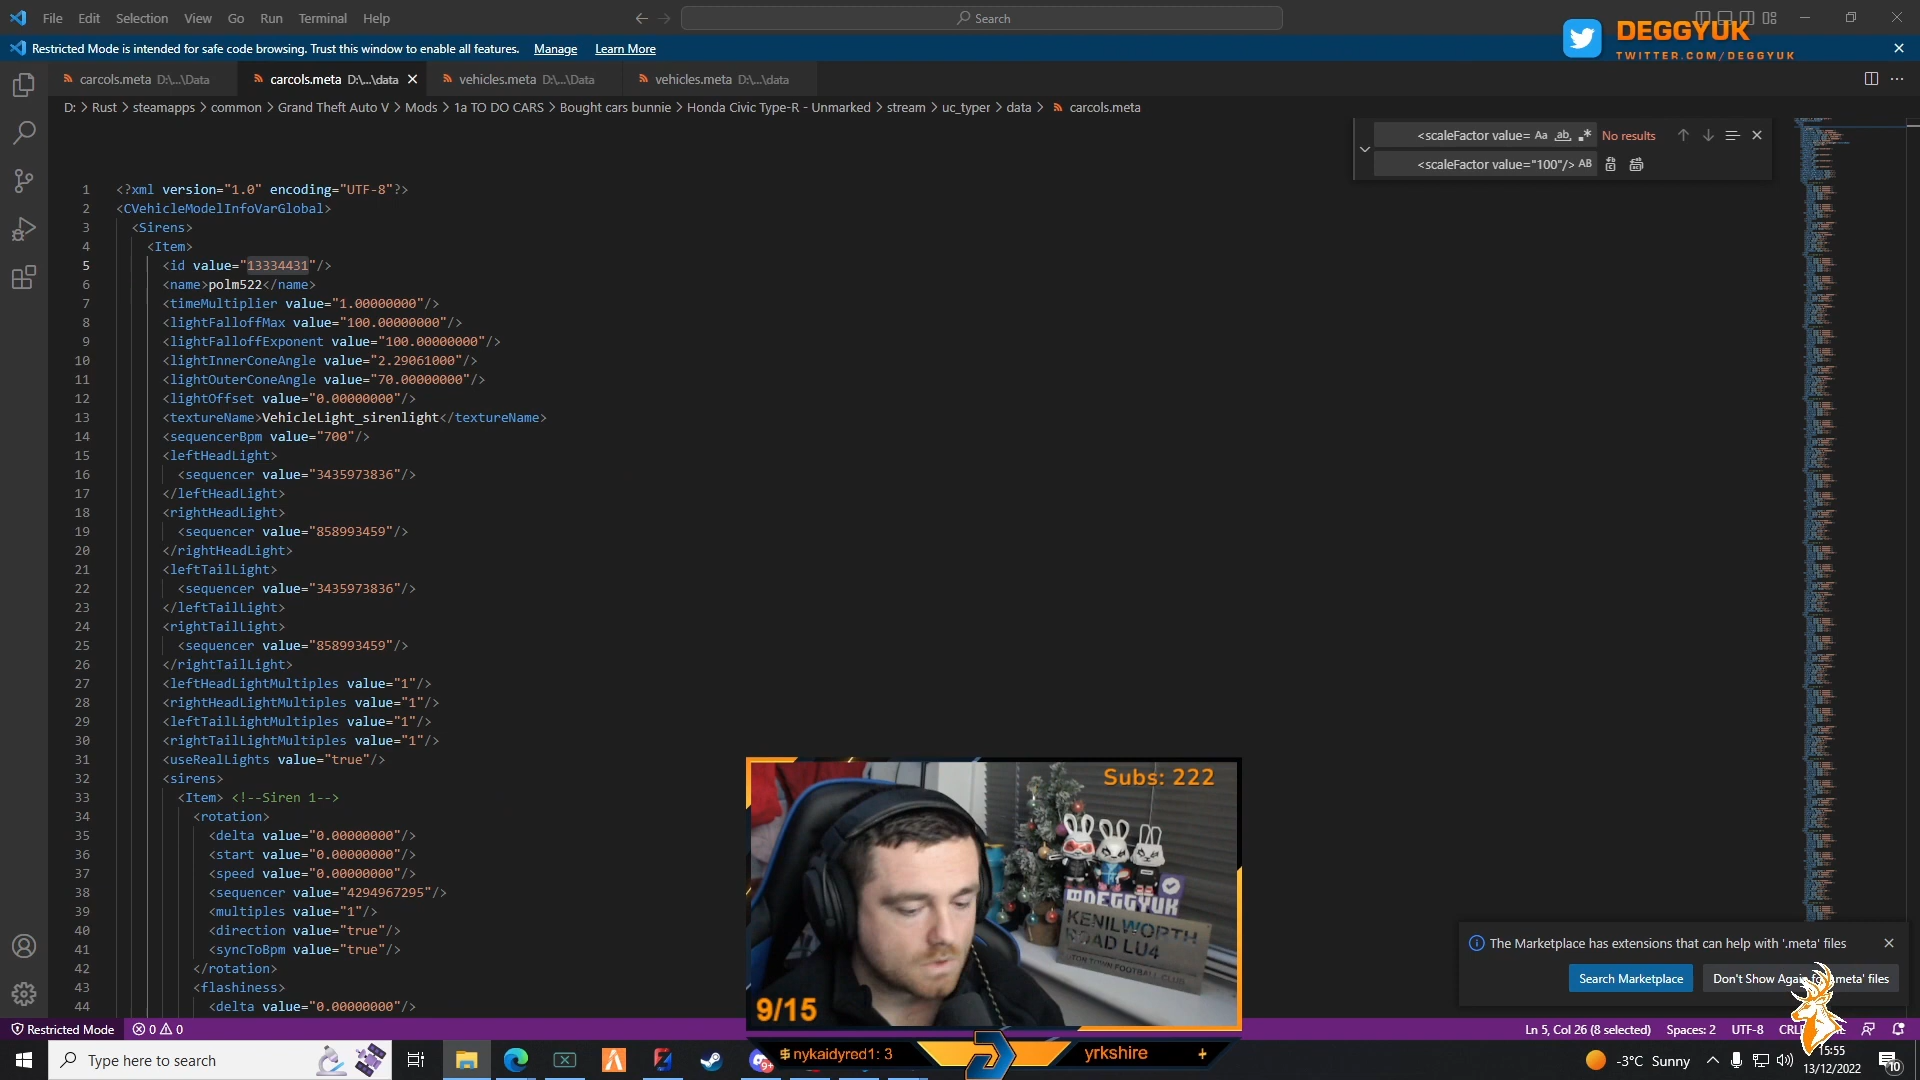 File Edit Selection View Go Run Terminal Help
Search
Restricted Mode is intended for safe code browsing. Trust this window to enable all features. Manage Learn More
DEGGYUK
TWITTER.COM/DEGGYUK
carcols.meta D:\...\Data carcols.meta D:\...\data vehicles.meta D:\...\Data vehicles.meta D:\...\data
D: > Rust > steamapps > common > Grand Theft Auto V > Mods > 1a TO DO CARS > Bought cars bunnie > Honda Civic Type-R - Unmarked > stream > uc_typer > data > carcols.meta
<scaleFactor value= Aa ab No results
<scaleFactor value="100"/> AB
1 <?xml version="1.0" encoding="UTF-8"?>
2 <CVehicleModelInfoVarGlobal>
3 <Sirens>
4 <Item>
5 <id value="13334431"/>
6 <name>polm522</name>
7 <timeMultiplier value="1.00000000"/>
8 <lightFalloffMax value="100.00000000"/>
9 <lightFalloffExponent value="100.00000000"/>
10 <lightInnerConeAngle value="2.29061000"/>
11 <lightOuterConeAngle value="70.00000000"/>
12 <lightOffset value="0.00000000"/>
13 <textureName>VehicleLight_sirenlight</textureName>
14 <sequencerBpm value="700"/>
15 <leftHeadLight>
16 <sequencer value="3435973836"/>
17 </leftHeadLight>
18 <rightHeadLight>
19 <sequencer value="858993459"/>
20 </rightHeadLight>
21 <leftTailLight>
22 <sequencer value="3435973836"/>
23 </leftTailLight>
24 <rightTailLight>
25 <sequencer value="858993459"/>
26 </rightTailLight>
27 <leftHeadLightMultiples value="1"/>
28 <rightHeadLightMultiples value="1"/>
29 <leftTailLightMultiples value="1"/>
30 <rightTailLightMultiples value="1"/>
31 <useRealLights value="true"/>
32 <sirens>
33 <Item> <!--Siren 1-->
34 <rotation>
35 <delta value="0.00000000"/>
36 <start value="0.00000000"/>
37 <speed value="0.00000000"/>
38 <sequencer value="4294967295"/>
39 <multiples value="1"/>
40 <direction value="true"/>
41 <syncToBpm value="true"/>
42 </rotation>
43 <flashiness>
44 <delta value="0.00000000"/>
Subs: 222
@DEGGYUK
KENILWORTH
ROAD LU4
TOWN FOOTBALL CLUB
9/15
The Marketplace has extensions that can help with '.meta' files
Search Marketplace Don't Show Again meta' files
Restricted Mode 0 0 Ln 5, Col 26 (8 selected) Spaces: 2 UTF-8
nykaidyred1: 3 yrkshire +
Type here to search
9+
-3°C Sunny
15:55
13/12/2022
10